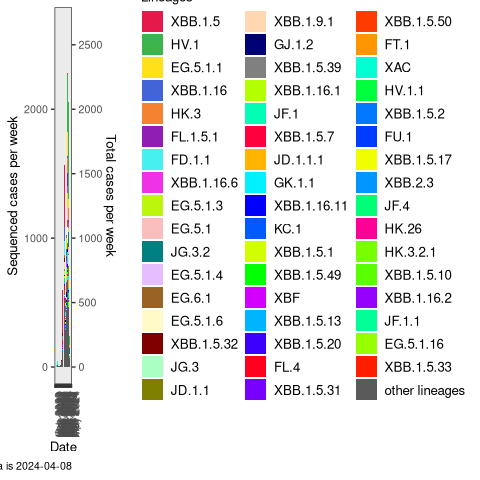 Lineages
XBB.1.5
HV.1
EG.5.1.1
XBB.1.16
HK.3
FL.1.5.1
FD.1.1
XBB.1.16.6
EG.5.1.3
EG.5.1
JG.3.2
EG.5.1.4
EG.6.1
EG.5.1.6
XBB.1.5.32
JG.3
JD.1.1
XBB.1.9.1
GJ.1.2
XBB.1.5.39
XBB.1.16.1
JF.1
XBB.1.5.7
JD.1.1.1
GK.1.1
XBB.1.16.11
KC.1
XBB.1.5.1
XBB.1.5.49
XBF
XBB.1.5.13
XBB.1.5.20
FL.4
XBB.1.5.31
XBB.1.5.50
FT.1
XAC
HV.1.1
XBB.1.5.2
FU.1
XBB.1.5.17
XBB.2.3
JF.4
HK.26
HK.3.2.1
XBB.1.5.10
XBB.1.16.2
JF.1.1
EG.5.1.16
XBB.1.5.33
other lineages
Sequenced cases per week
2000
1000
0
2500
2000
1500
1000
500
0
Total cases per week
Date
a is 2024-04-08